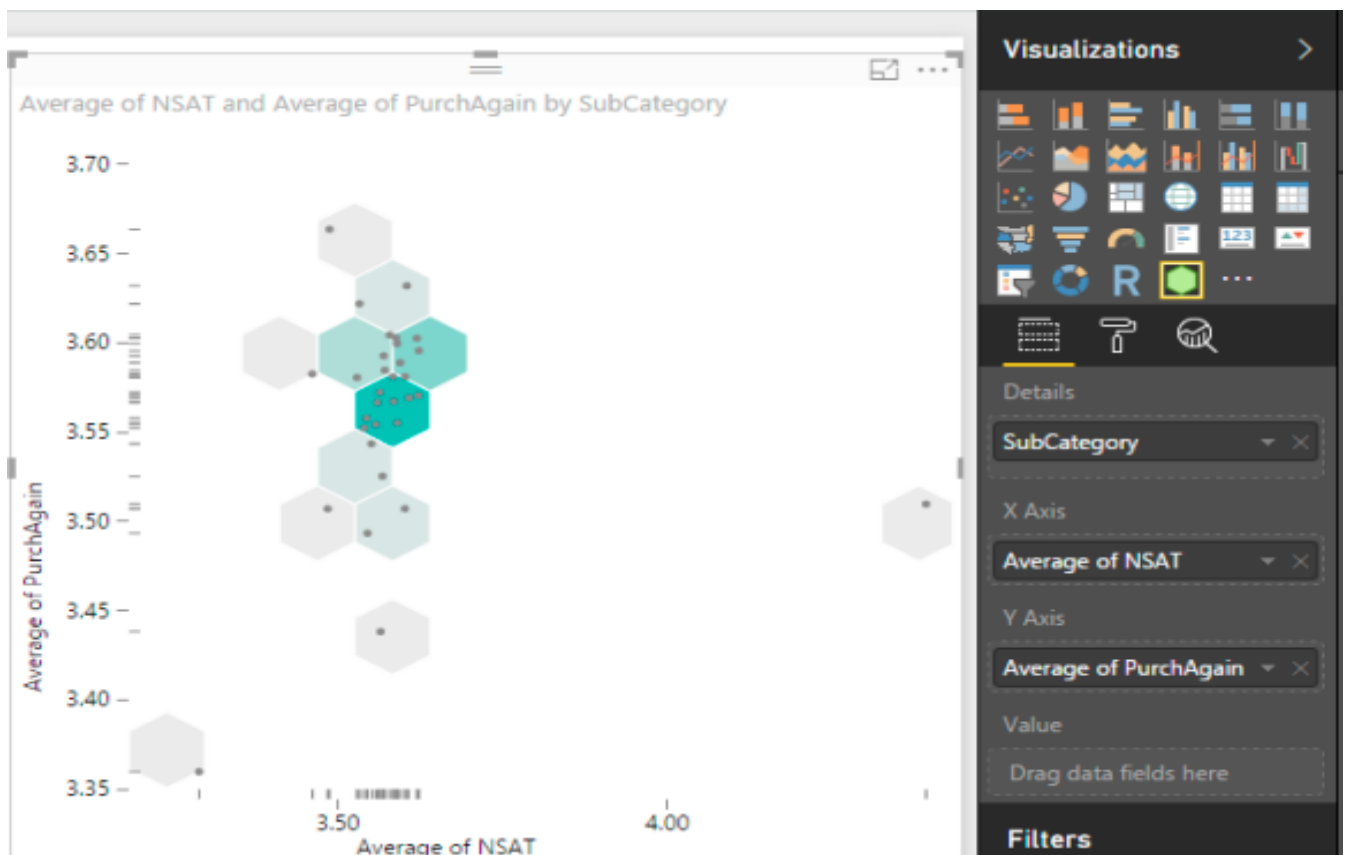 Visualizations
Average of NSAT and Average of PurchAgain by SubCategory
3.70
3.65
3.60
3.55
3.50
3.45
3.40
3.35
Average of PurchAgain
3.50
4.00
Average of NSAT
123
R
Details
SubCategory
X Axis
Average of NSAT
Y Axis
Average of PurchAgain
Value
Drag data fields here
Filters